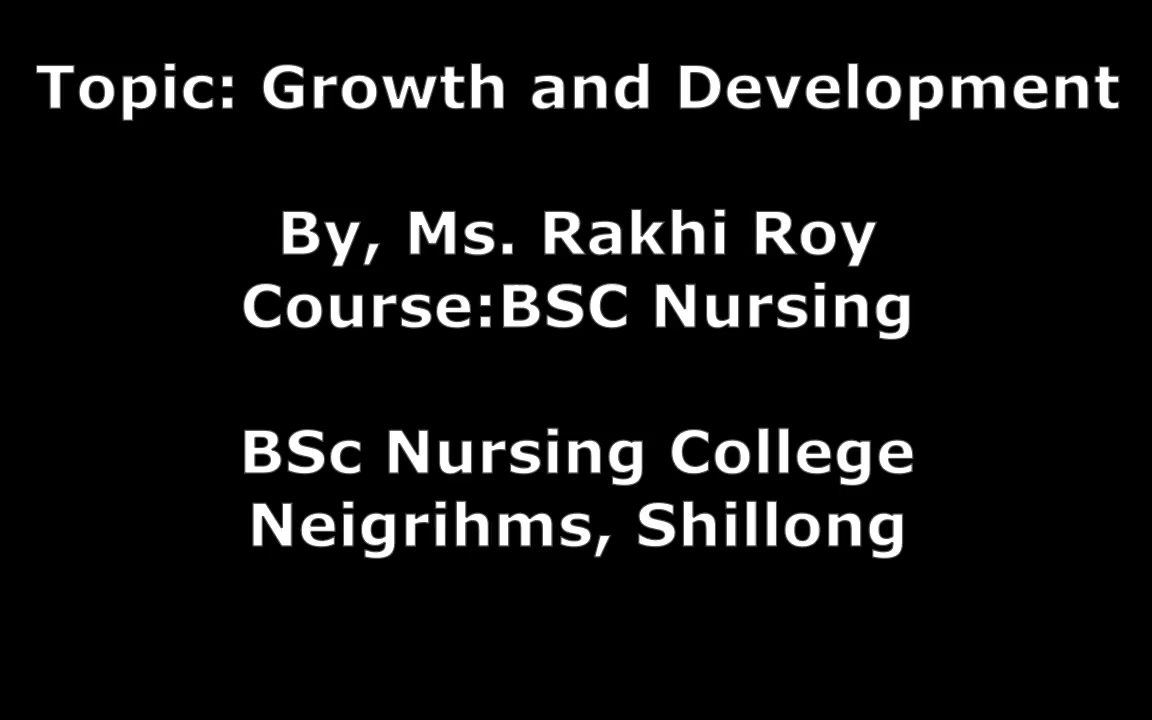 Topic: Growth and Development
By, Ms. Rakhi Roy
Course:BSC Nursing
BSc Nursing College
Neigrihms, Shillong